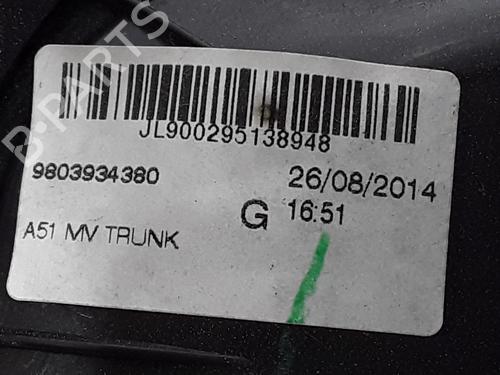 B-PARTS
JL900295138948
9803934380
26/08/2014
G 16:51
A51 MV TRUNK